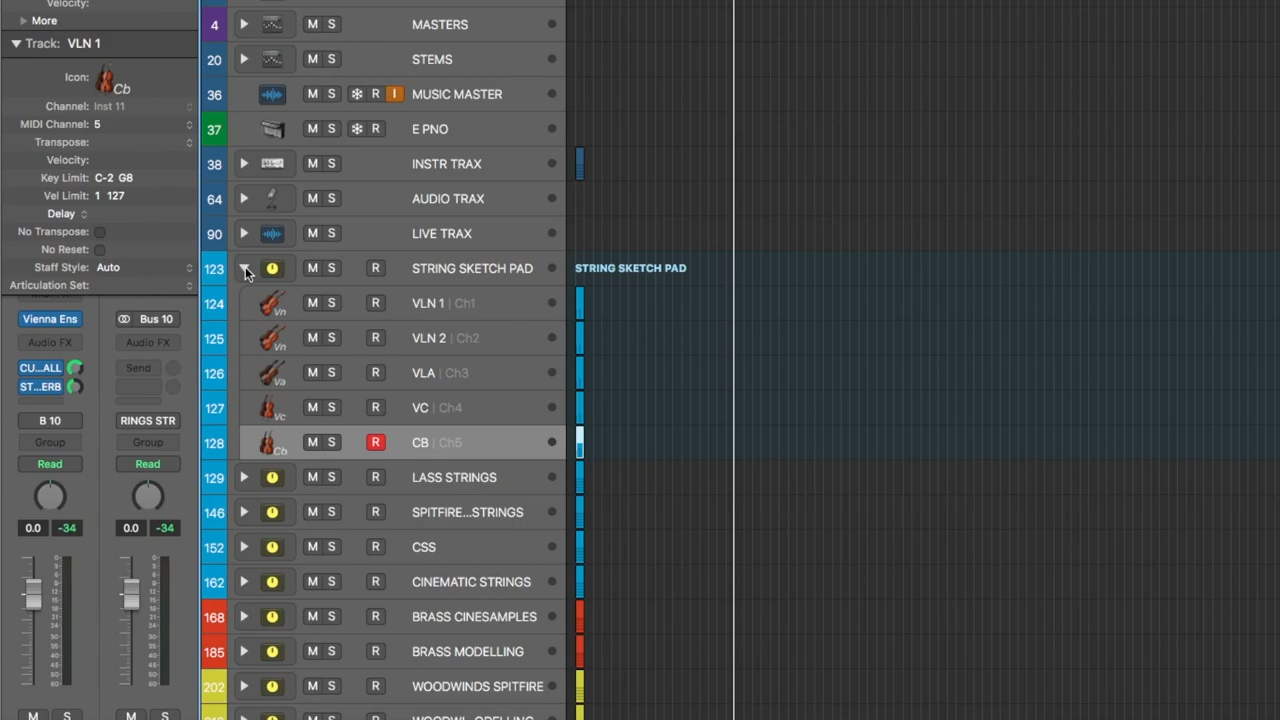 Velocity:
More
Track: VLN 1
Icon:
Cb
Channel: Inst 11
MIDI Channel: 5
Transpose:
Velocity:
Key Limit: C-2 G8
Vel Limit: 1 127
Delay
No Transpose:
No Reset:
Staff Style: Auto
Articulation Set:
Vienna Ens Bus 10
Audio FX Audio FX
CU...ALL Send
ST...ERB
B 10 RINGS STR
Group Group
Read Read
0.0 -34 0.0 -34
M S M S
4 M S MASTERS
20 M S STEMS
36 M S R I MUSIC MASTER
37 M S R E PNO
38 M S INSTR TRAX
64 M S AUDIO TRAX
90 M S LIVE TRAX
123 M S R STRING SKETCH PAD STRING SKETCH PAD
124 Vn M S R VLN 1 | Ch1
125 Vn M S R VLN 2 | Ch2
126 Va M S R VLA | Ch3
127 Vc M S R VC | Ch4
128 Cb M S R CB | Ch5
129 M S R LASS STRINGS
146 M S R SPITFIRE...STRINGS
152 M S R CSS
162 M S R CINEMATIC STRINGS
168 M S R BRASS CINESAMPLES
185 M S R BRASS MODELLING
202 M S R WOODWINDS SPITFIRE